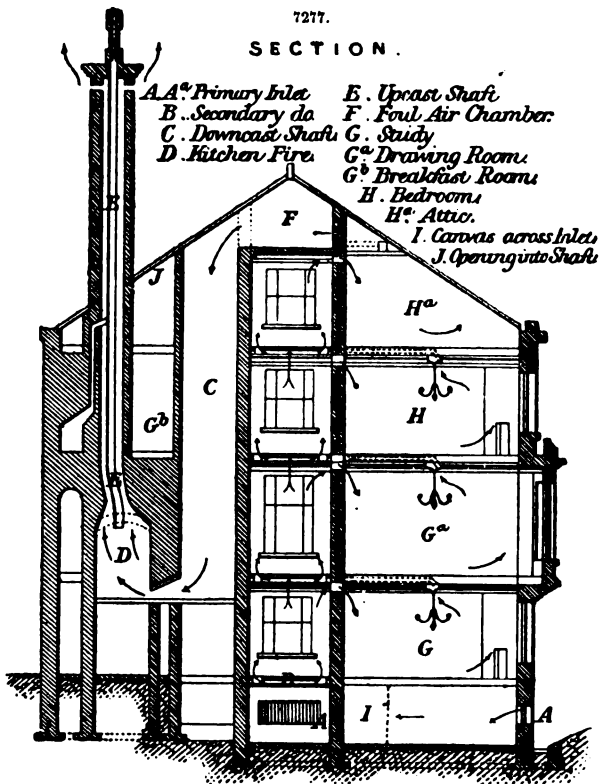 7277.
SECTION.
A. Aᵃ. Primary Inlet
B. Secondary do.
C. Downcast Shaft
D. Kitchen Fire.
E. Upcast Shaft
F. Foul Air Chamber.
G. Study
Gᵃ. Drawing Room.
Gᵇ. Breakfast Room.
H. Bedroom.
Hᵃ. Attic.
I. Canvas across Inlet.
J. Opening into Shaft.
E
F
J
Hᵃ
C
H
Gᵇ
E
Gᵃ
D
G
I
A